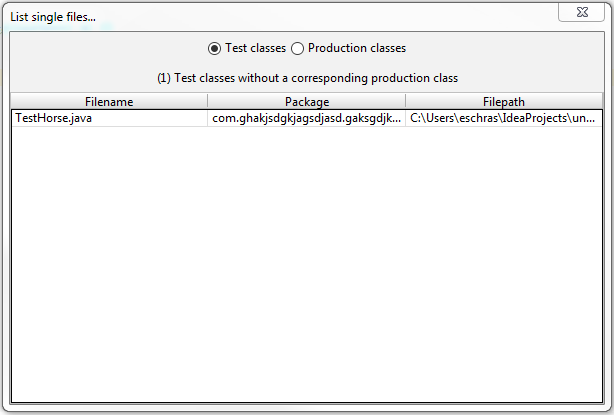 List single files...
Test classes Production classes
(1) Test classes without a corresponding production class
Filename Package Filepath
TestHorse.java com.ghakjsdgkjagsdjasd.gaksgdjk... C:\Users\eschras\IdeaProjects\un...